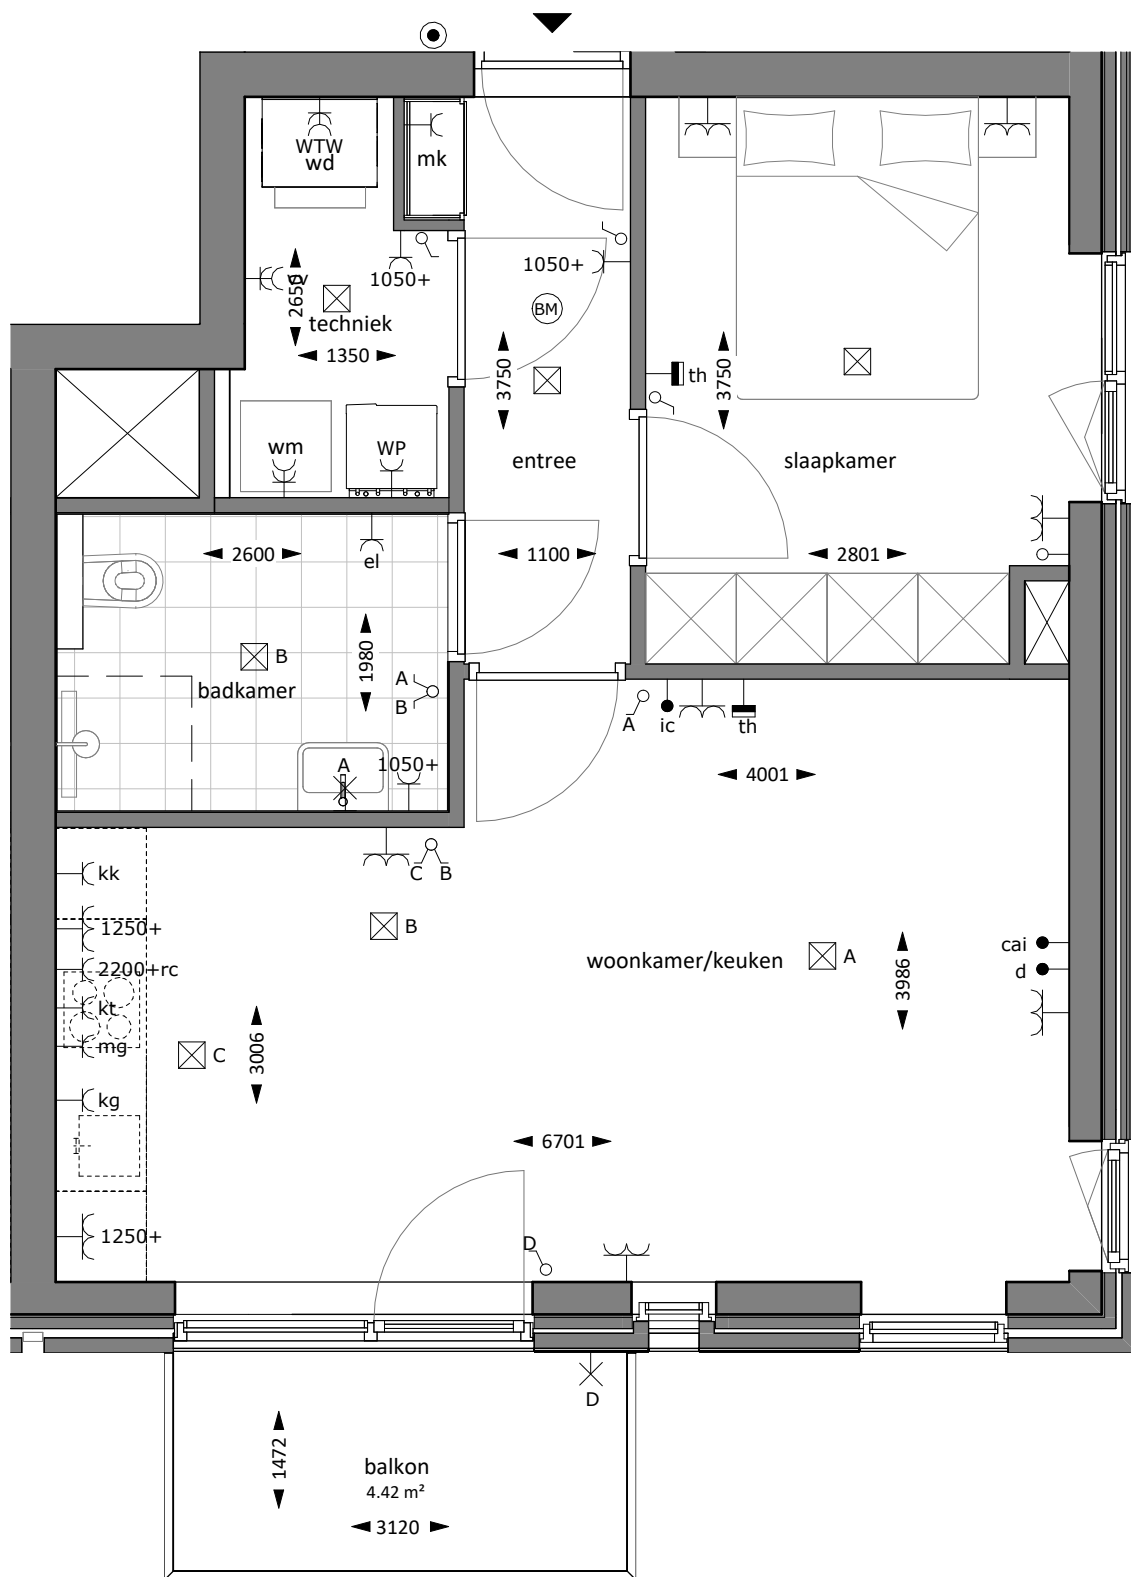 WTW
wd
mk
1050+
1050+
BM
2650
techniek
1350
3750
th
3750
wm
WP
entree
slaapkamer
2600
el
1100
2801
1980
B
badkamer
A
B
A
ic
th
A
1050+
4001
kk
C
B
1250+
B
2200+rc
woonkamer/keuken
A
3986
cai
d
kt
mg
C
3006
kg
6701
1250+
D
D
1472
balkon
4.42 m²
3120